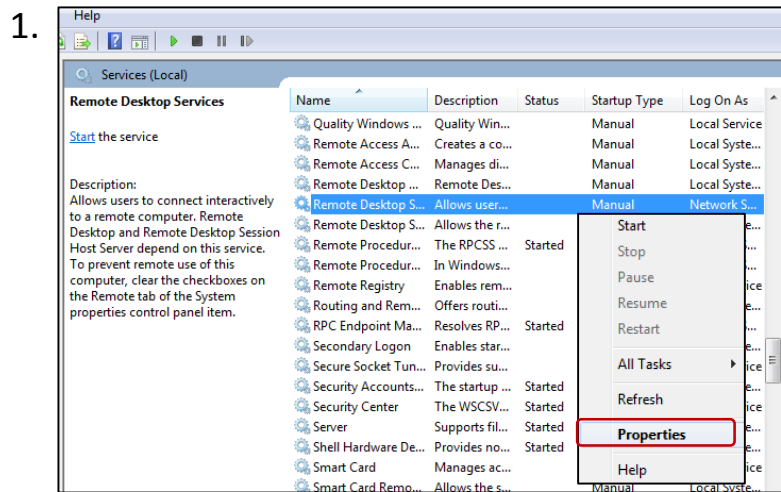 1.
Help
Services (Local)
Remote Desktop Services
Start the service
Description:
Allows users to connect interactively
to a remote computer. Remote
Desktop and Remote Desktop Session
Host Server depend on this service.
To prevent remote use of this
computer, clear the checkboxes on
the Remote tab of the System
properties control panel item.
Name Description Status Startup Type Log On As
Quality Windows ... Quality Win... Manual Local Service
Remote Access A... Creates a co... Manual Local Syste...
Remote Access C... Manages di... Manual Local Syste...
Remote Desktop ... Remote Des... Manual Local Syste...
Remote Desktop S... Allows user... Manual Network S...
Remote Desktop S... Allows the r... e...
Remote Procedur... The RPCSS ... Started
Remote Procedur... In Windows...
Remote Registry Enables rem... ice
Routing and Rem... Offers routi... e...
RPC Endpoint Ma... Resolves RP... Started
Secondary Logon Enables star... e...
Secure Socket Tun... Provides su... ice
Security Accounts... The startup ... Started e...
Security Center The WSCSV... Started ice
Server Supports fil... Started e...
Shell Hardware De... Provides no... Started e...
Smart Card Manages ac... ice
Smart Card Remo... Allows the s... Manual Local Syste...
Start
Stop
Pause
Resume
Restart
All Tasks
Refresh
Properties
Help